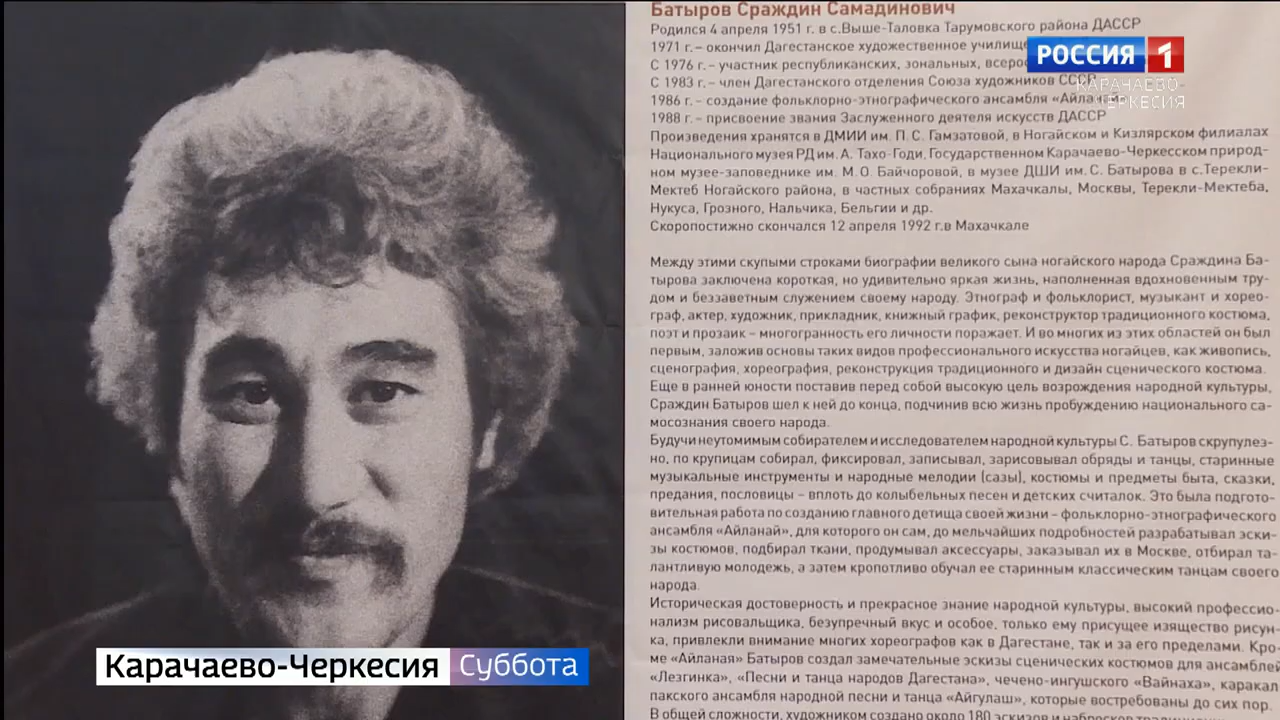 Батыров Сраждин Самадинович
Родился 4 апреля 1951 г. в с.Выше-Таловка Тарумовского района ДАССР
1971 г. – окончил Дагестанское художественное
С 1976 г. – участник республиканских, зональных,
С 1983 г. – член Дагестанского отделения Союза художников СССР
1986 г. – создание фольклорно-этнографического ансамбля «Айланай»
1988 г. – присвоение звания Заслуженного деятеля искусств ДАССР
Произведения хранятся в ДМИИ им. П. С. Гамзатовой, в Ногайском и Кизлярском филиалах
Национального музея РД им. А. Тахо-Годи, Государственном Карачаево-Черкесском природ-
ном музее-заповеднике им. М.О. Байчоровой, в музее ДШИ им. С. Батырова в с.Терекли-
Мектеб Ногайского района, в частных собраниях Махачкалы, Москвы, Терекли-Мектеба,
Нукуса, Грозного, Нальчика, Бельгии и др.
Скоропостижно скончался 12 апреля 1992 г.в Махачкале
Между этими скупыми строками биографии великого сына ногайского народа Сраждина Ба-
тырова заключена короткая, но удивительно яркая жизнь, наполненная вдохновенным тру-
дом и беззаветным служением своему народу. Этнограф и фольклорист, музыкант и хорео-
граф, актер, художник, прикладник, книжный график, реконструктор традиционного костюма,
поэт и прозаик – многогранность его личности поражает. И во многих из этих областей он был
первым, заложив основы таких видов профессионального искусства ногайцев, как живопись,
сценография, хореография, реконструкция традиционного и дизайн сценического костюма.
Еще в ранней юности поставив перед собой высокую цель возрождения народной культуры,
Сраждин Батыров шел к ней до конца, подчинив всю жизнь пробуждению национального са-
мосознания своего народа.
Будучи неутомимым собирателем и исследователем народной культуры С. Батыров скрупулез-
но, по крупицам собирал, фиксировал, записывал, зарисовывал обряды и танцы, старинные
музыкальные инструменты и народные мелодии (сазы), костюмы и предметы быта, сказки,
предания, пословицы – вплоть до колыбельных песен и детских считалок. Это была подгото-
вительная работа по созданию главного детища своей жизни – фольклорно-этнографического
ансамбля «Айланай», для которого он сам, до мельчайших подробностей разрабатывал эски-
зы костюмов, подбирал ткани, продумывал аксессуары, заказывал их в Москве, отбирал та-
лантливую молодежь, а затем кропотливо обучал ее старинным классическим танцам своего
народа.
Историческая достоверность и прекрасное знание народной культуры, высокий профессио-
нализм рисовальщика, безупречный вкус и особое, только ему присущее изящество рисун-
ка, привлекли внимание многих хореографов как в Дагестане, так и за его пределами. Кро-
ме «Айланая» Батыров создал замечательные эскизы сценических костюмов для ансамблей
«Лезгинка», «Песни и танца народов Дагестана», чечено-ингушского «Вайнаха», каракал
пакского ансамбля народной песни и танца «Айгулаш», которые востребованы до сих пор.
В общей сложности, художником создано около 180 эскизов и набросков
РОССИЯ 1
КАРАЧАЕВО-
ЧЕРКЕСИЯ
Карачаево-Черкесия Суббота